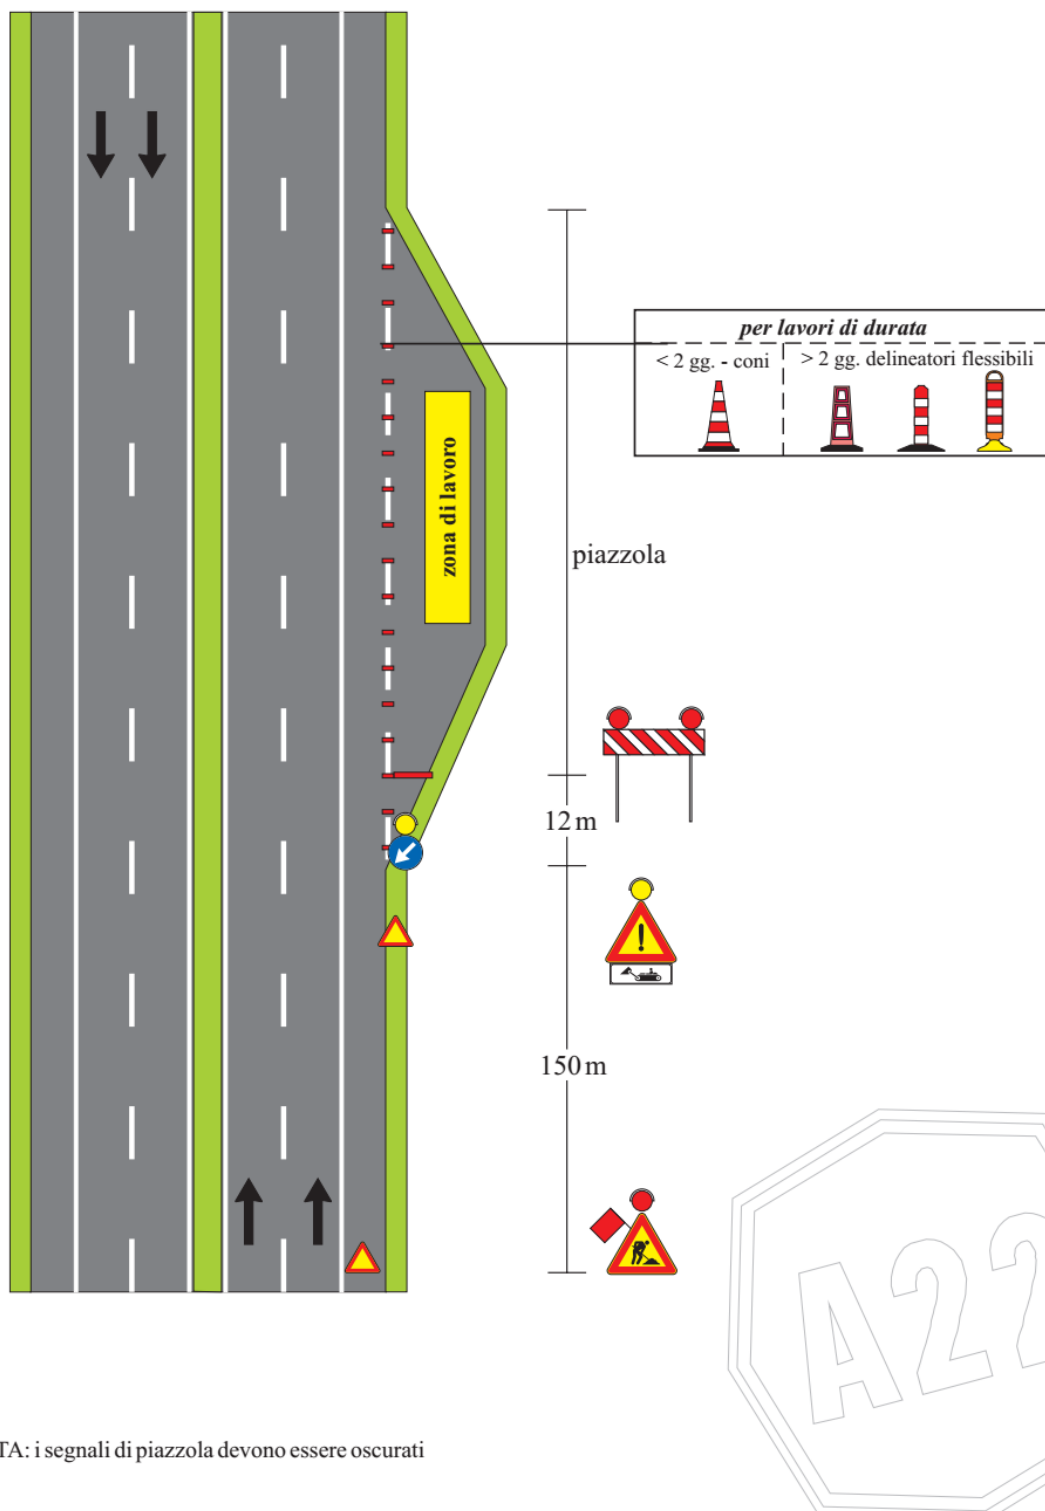 per lavori di durata
< 2 gg. - coni
> 2 gg. delineatori flessibili
zona di lavoro
piazzola
12 m
!
150 m
A22
TA: i segnali di piazzola devono essere oscurati